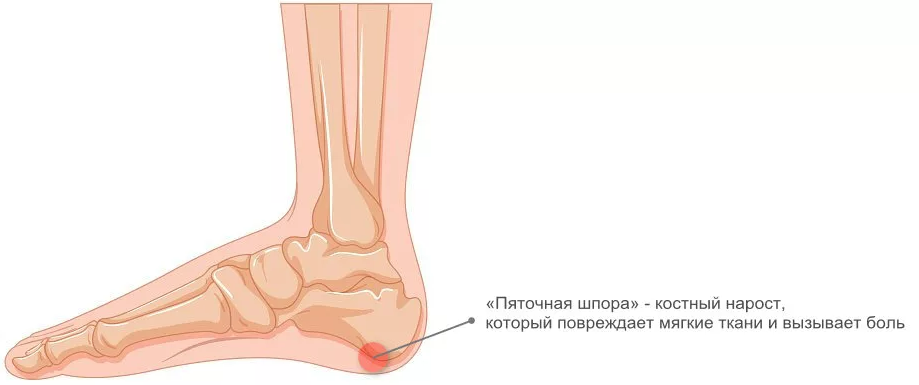 «Пяточная шпора» - костный нарост,
который повреждает мягкие ткани и вызывает боль